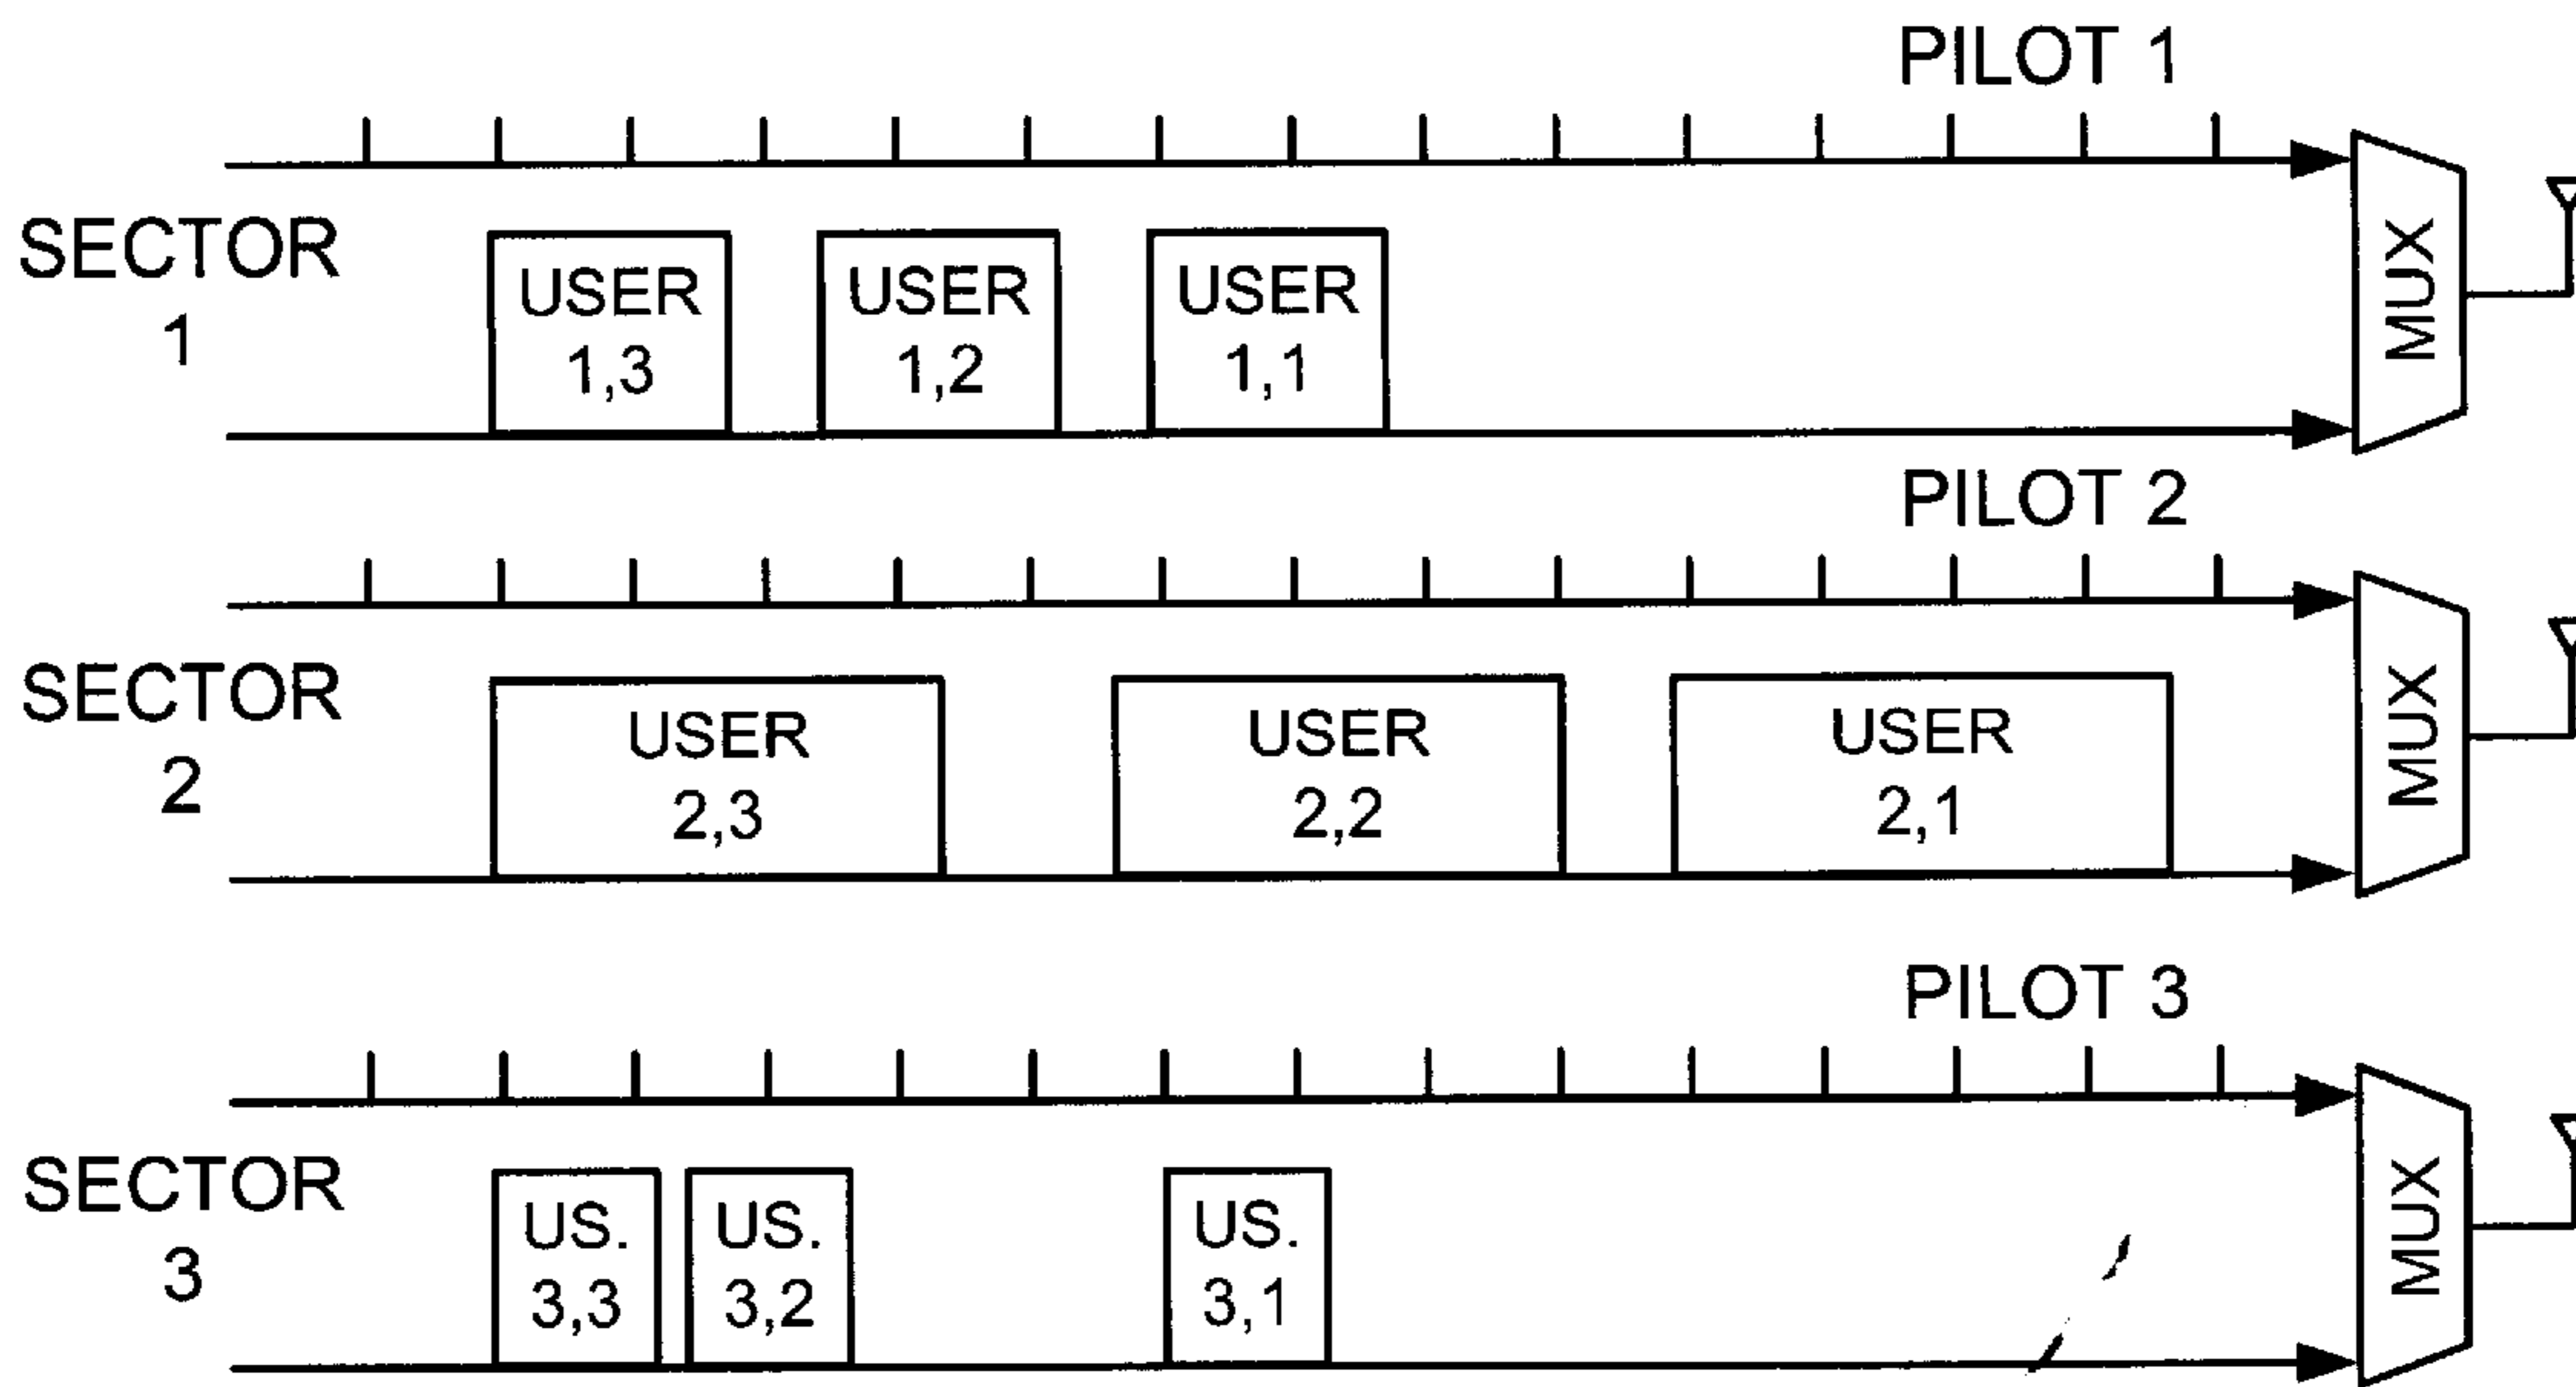 PILOT 1
SECTOR
1
USER
1,3
USER
1,2
USER
1,1
MUX
PILOT 2
SECTOR
2
USER
2,3
USER
2,2
USER
2,1
MUX
PILOT 3
SECTOR
3
US.
3,3
US.
3,2
US.
3,1
MUX